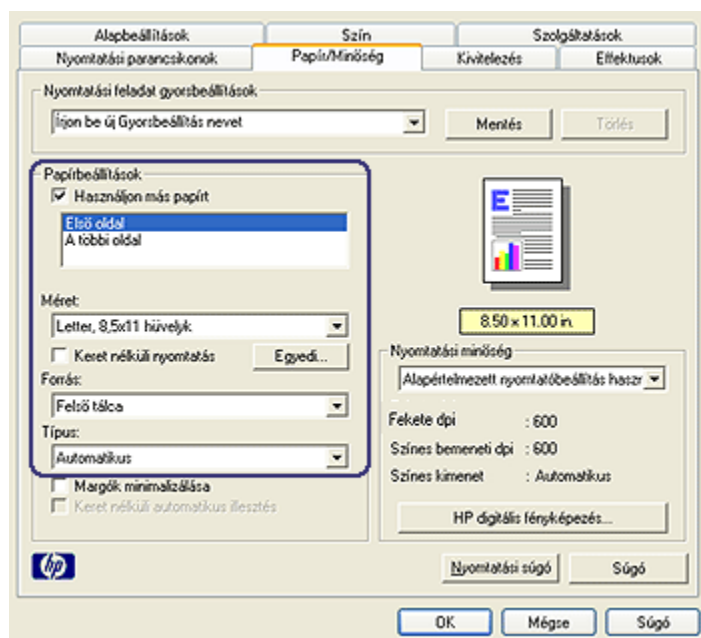 Alapbeállítások Szín Szolgáltatások
Nyomtatási parancsikonok Papír/Minőség Kivitelezés Effektusok
Nyomtatási feladat gyorsbeállítások
Írjon be új Gyorsbeállítás nevet Mentés Törlés
Papírbeállítások
Használjon más papírt
Első oldal
A többi oldal
Méret:
Letter, 8,5x11 hüvelyk
Keret nélküli nyomtatás Egyedi...
Forrás:
Felső tálca
Típus:
Automatikus
Margók minimalizálása
Keret nélküli automatikus illesztés
E
8.50 × 11.00 in.
Nyomtatási minőség
Alapértelmezett nyomtatóbeállítás haszr
Fekete dpi : 600
Színes bemeneti dpi : 600
Színes kimenet : Automatikus
HP digitális fényképezés...
hp Nyomtatási súgó Súgó
OK Mégse Súgó